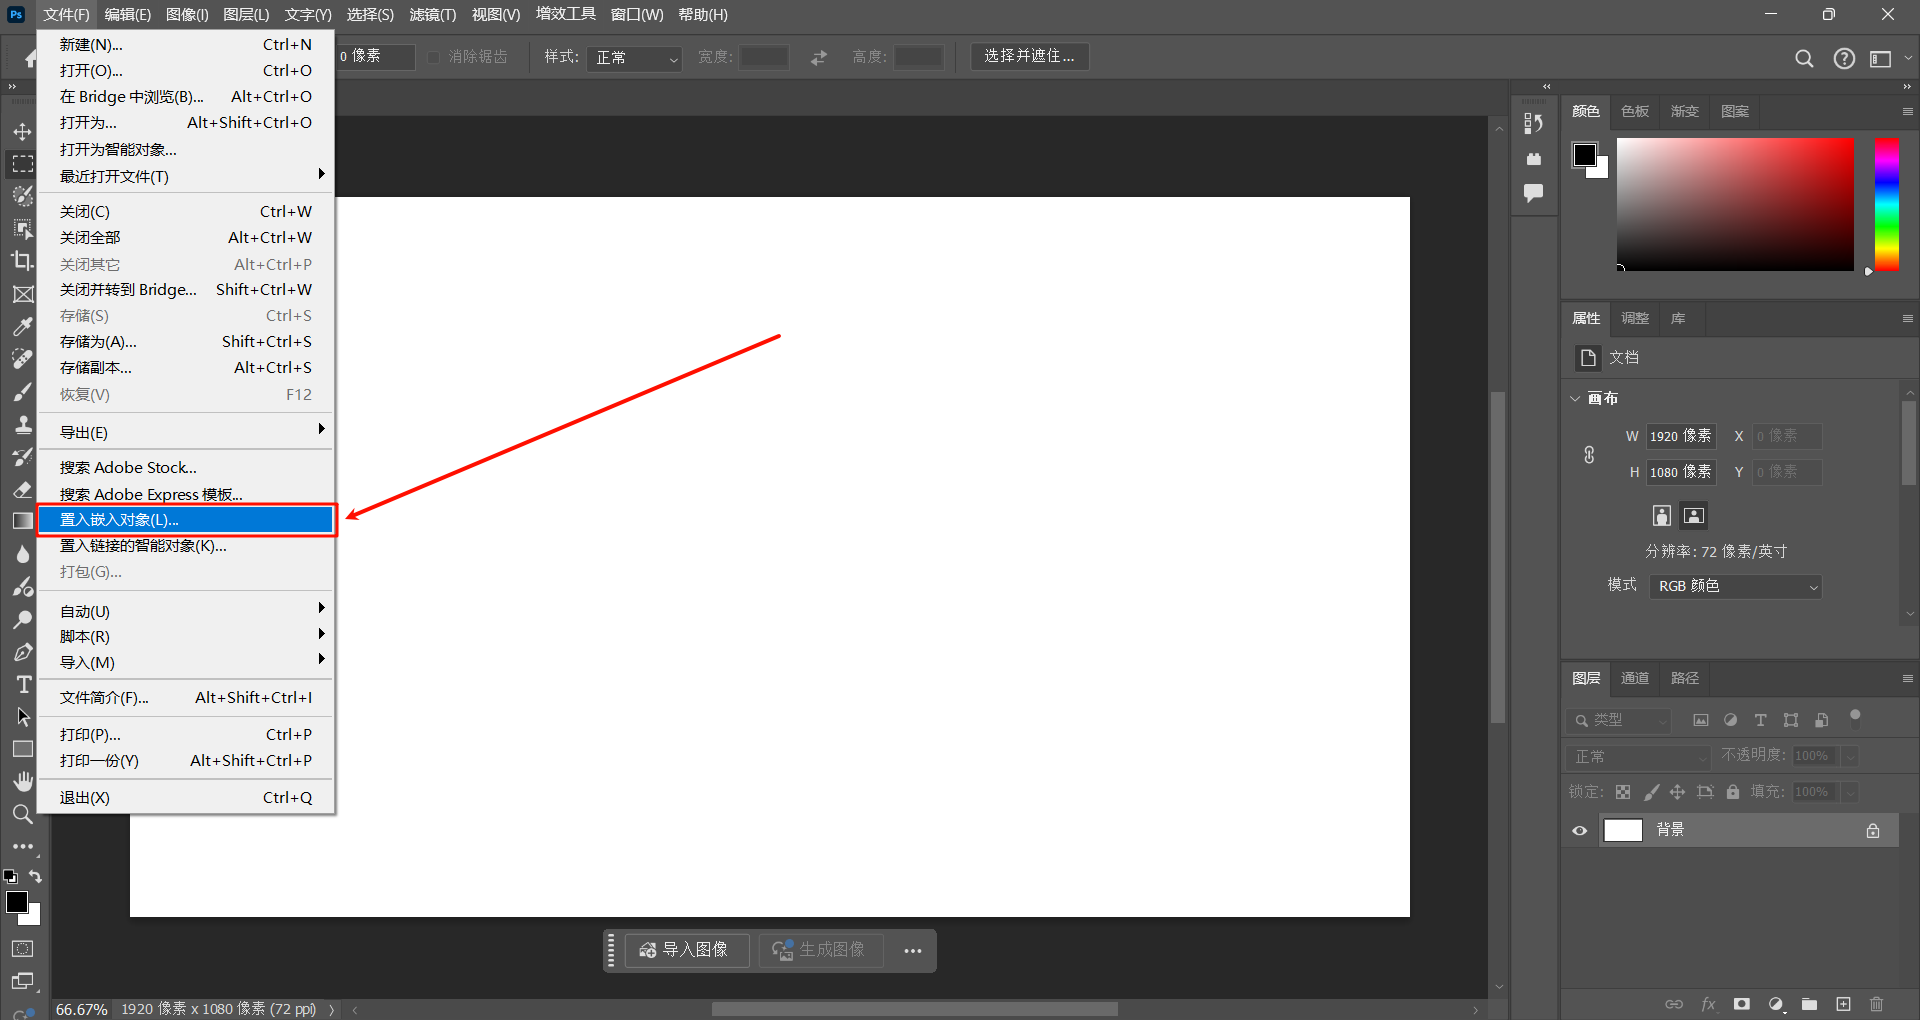 Ps 文件(F) 编辑(E) 图像(I) 图层(L) 文字(Y) 选择(S) 滤镜(T) 视图(V) 增效工具 窗口(W) 帮助(H)
0 像素 消除锯齿 样式: 正常 宽度: 高度: 选择并遮住...
新建(N)... Ctrl+N
打开(O)... Ctrl+O
在 Bridge 中浏览(B)... Alt+Ctrl+O
打开为... Alt+Shift+Ctrl+O
打开为智能对象...
最近打开文件(T)
关闭(C) Ctrl+W
关闭全部 Alt+Ctrl+W
关闭其它 Alt+Ctrl+P
关闭并转到 Bridge... Shift+Ctrl+W
存储(S) Ctrl+S
存储为(A)... Shift+Ctrl+S
存储副本... Alt+Ctrl+S
恢复(V) F12
导出(E)
搜索 Adobe Stock...
搜索 Adobe Express 模板...
置入嵌入对象(L)...
置入链接的智能对象(K)...
打包(G)...
自动(U)
脚本(R)
导入(M)
文件简介(F)... Alt+Shift+Ctrl+I
打印(P)... Ctrl+P
打印一份(Y) Alt+Shift+Ctrl+P
退出(X) Ctrl+Q
导入图像 生成图像
66.67% 1920 像素 x 1080 像素 (72 ppi)
颜色 色板 渐变 图案
属性 调整 库
文档
画布
W 1920 像素 X 0 像素
H 1080 像素 Y 0 像素
分辨率: 72 像素/英寸
模式 RGB 颜色
图层 通道 路径
类型
正常 不透明度: 100%
锁定: 填充: 100%
背景
fx